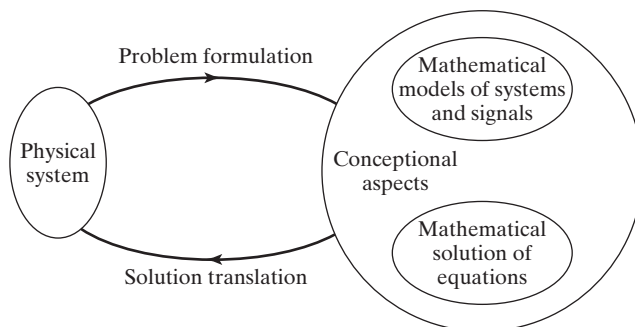 Problem formulation
Physical
system
Mathematical
models of systems
and signals
Conceptional
aspects
Mathematical
solution of
equations
Solution translation